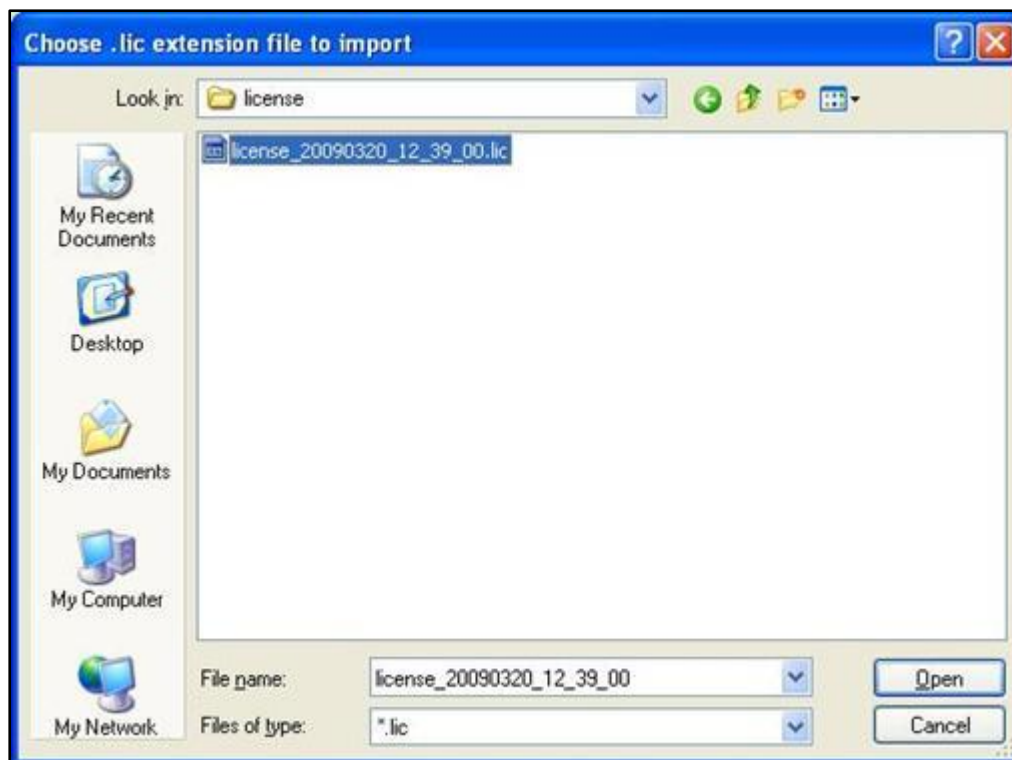 Choose .lic extension file to import
Look in:
license
license_20090320_12_39_00.lic
My Recent
Documents
Desktop
My Documents
My Computer
My Network
File name:
license_20090320_12_39_00
Open
Files of type:
*.lic
Cancel